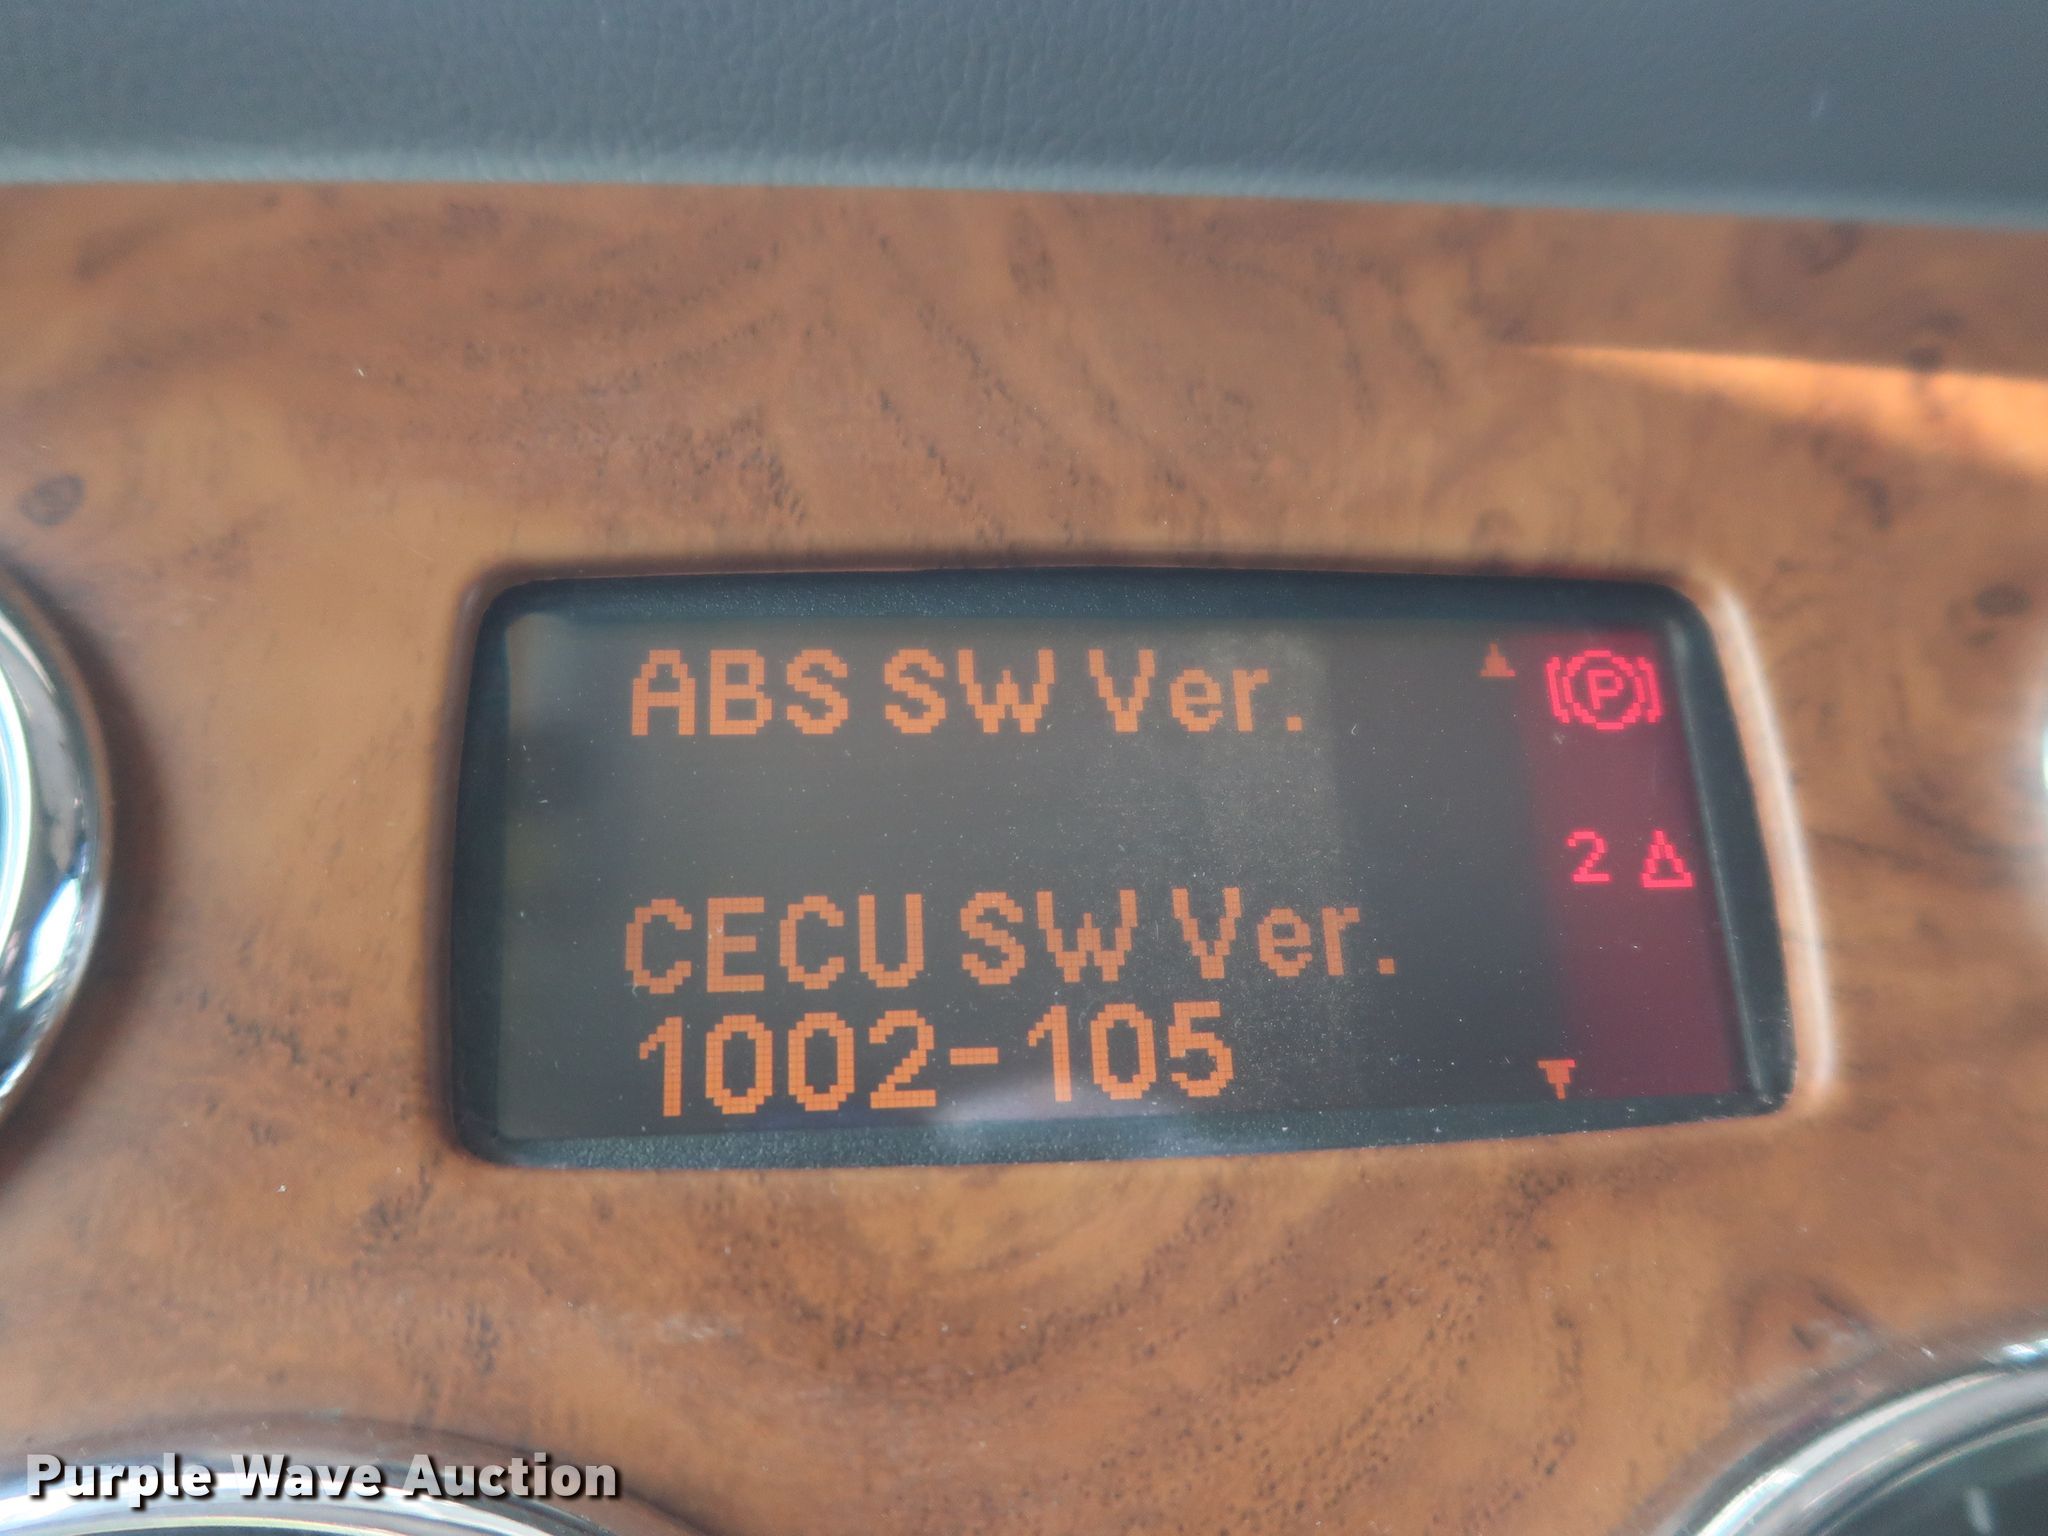 ABS SW Ver.
P
2
CECU SW Ver.
1002-105
Purple Wave Auction